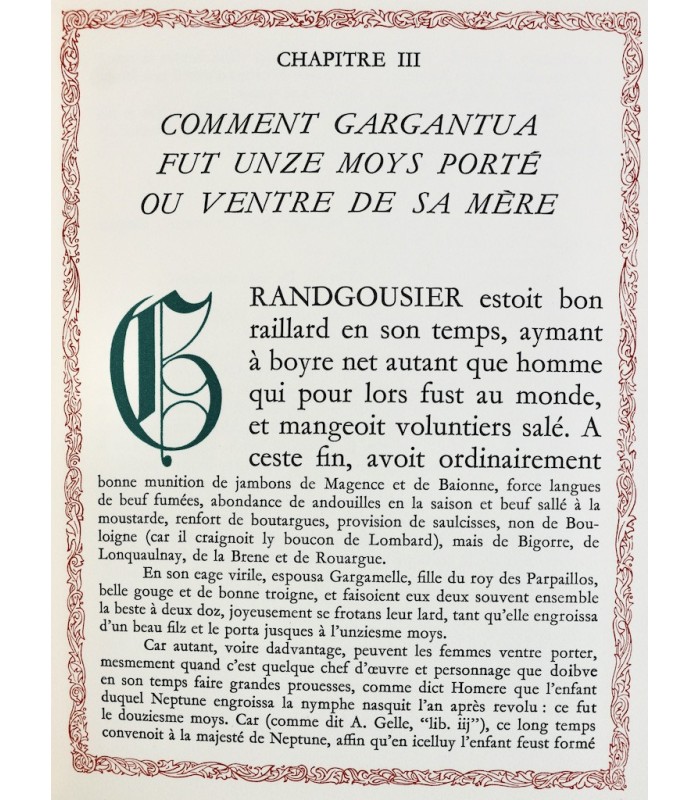 CHAPITRE III
COMMENT GARGANTUA
FUT UNZE MOYS PORTÉ
OU VENTRE DE SA MÈRE
GRANDGOUSIER estoit bon
raillard en son temps, aymant
à boyre net autant que homme
qui pour lors fust au monde,
et mangeoit voluntiers salé. A
ceste fin, avoit ordinairement
bonne munition de jambons de Magence et de Baionne, force langues
de beuf fumées, abondance de andouilles en la saison et beuf sallé à la
moustarde, renfort de boutargues, provision de saulcisses, non de Bou-
loigne (car il craignoit ly boucon de Lombard), mais de Bigorre, de
Lonquaulnay, de la Brene et de Rouargue.
En son eage virile, espousa Gargamelle, fille du roy des Parpaillos,
belle gouge et de bonne troigne, et faisoient eux deux souvent ensemble
la beste à deux doz, joyeusement se frotans leur lard, tant qu'elle engroissa
d'un beau filz et le porta jusques à l'unziesme moys.
Car autant, voire dadvantage, peuvent les femmes ventre porter,
mesmement quand c'est quelque chef d'œuvre et personnage que doibve
en son temps faire grandes prouesses, comme dict Homere que l'enfant
duquel Neptune engroissa la nymphe nasquit l'an après revolu : ce fut
le douziesme moys. Car (comme dit A. Gelle, “lib. iij”), ce long temps
convenoit à la majesté de Neptune, affin qu'en icelluy l'enfant feust formé